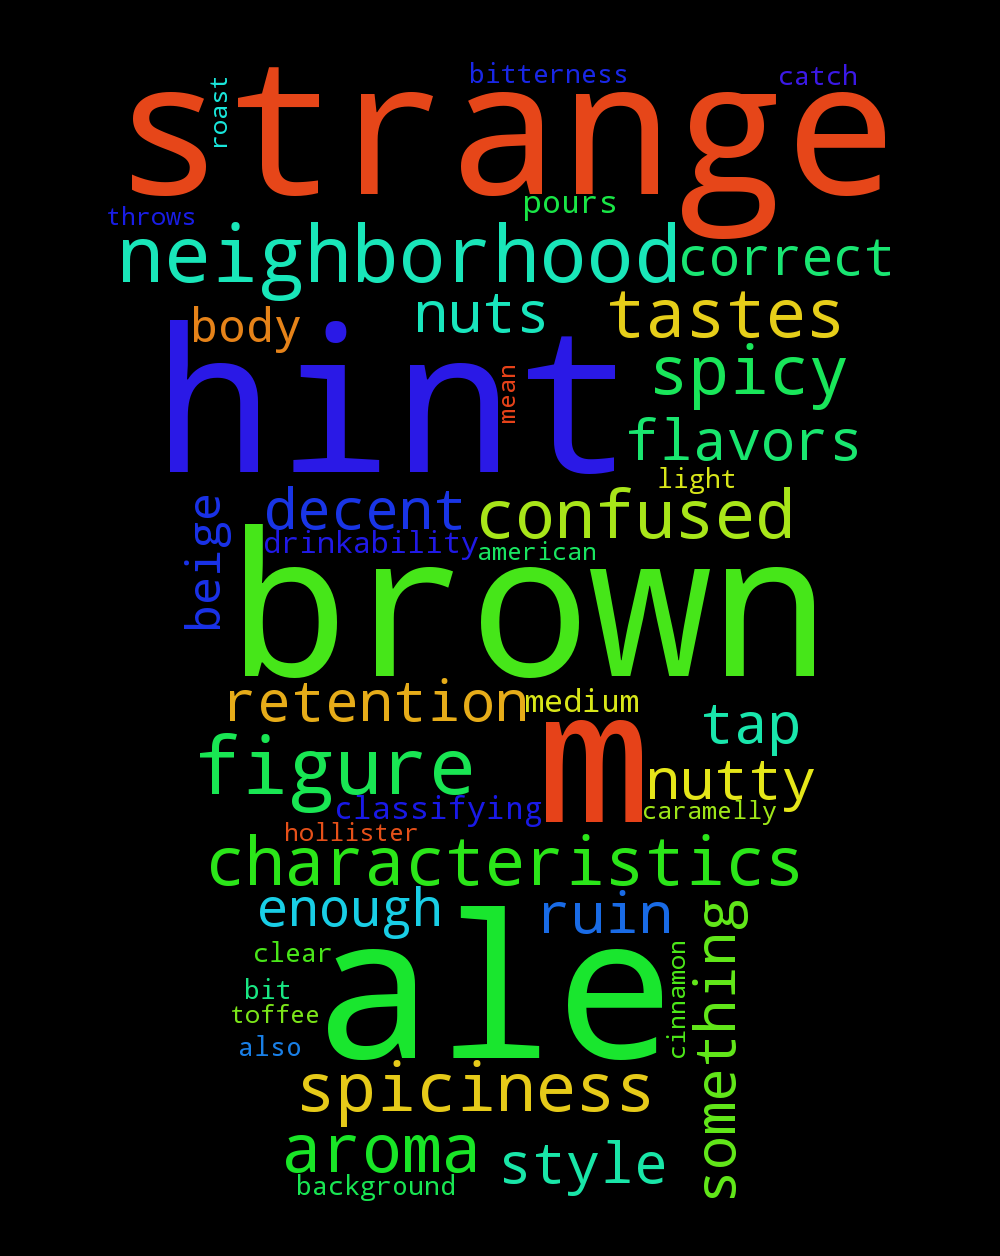 bitterness
catch
strange
roast
pours
throws
neighborhood
correct
nuts
tastes
body
hint
mean
spicy
flavors
light
decent
confused
beige
drinkability
american
brown
retention
medium
m
tap
figure
nutty
classifying
caramelly
hollister
characteristics
enough
ruin
something
clear
ale
cinnamon
bit
toffee
also
spiciness
aroma
style
background